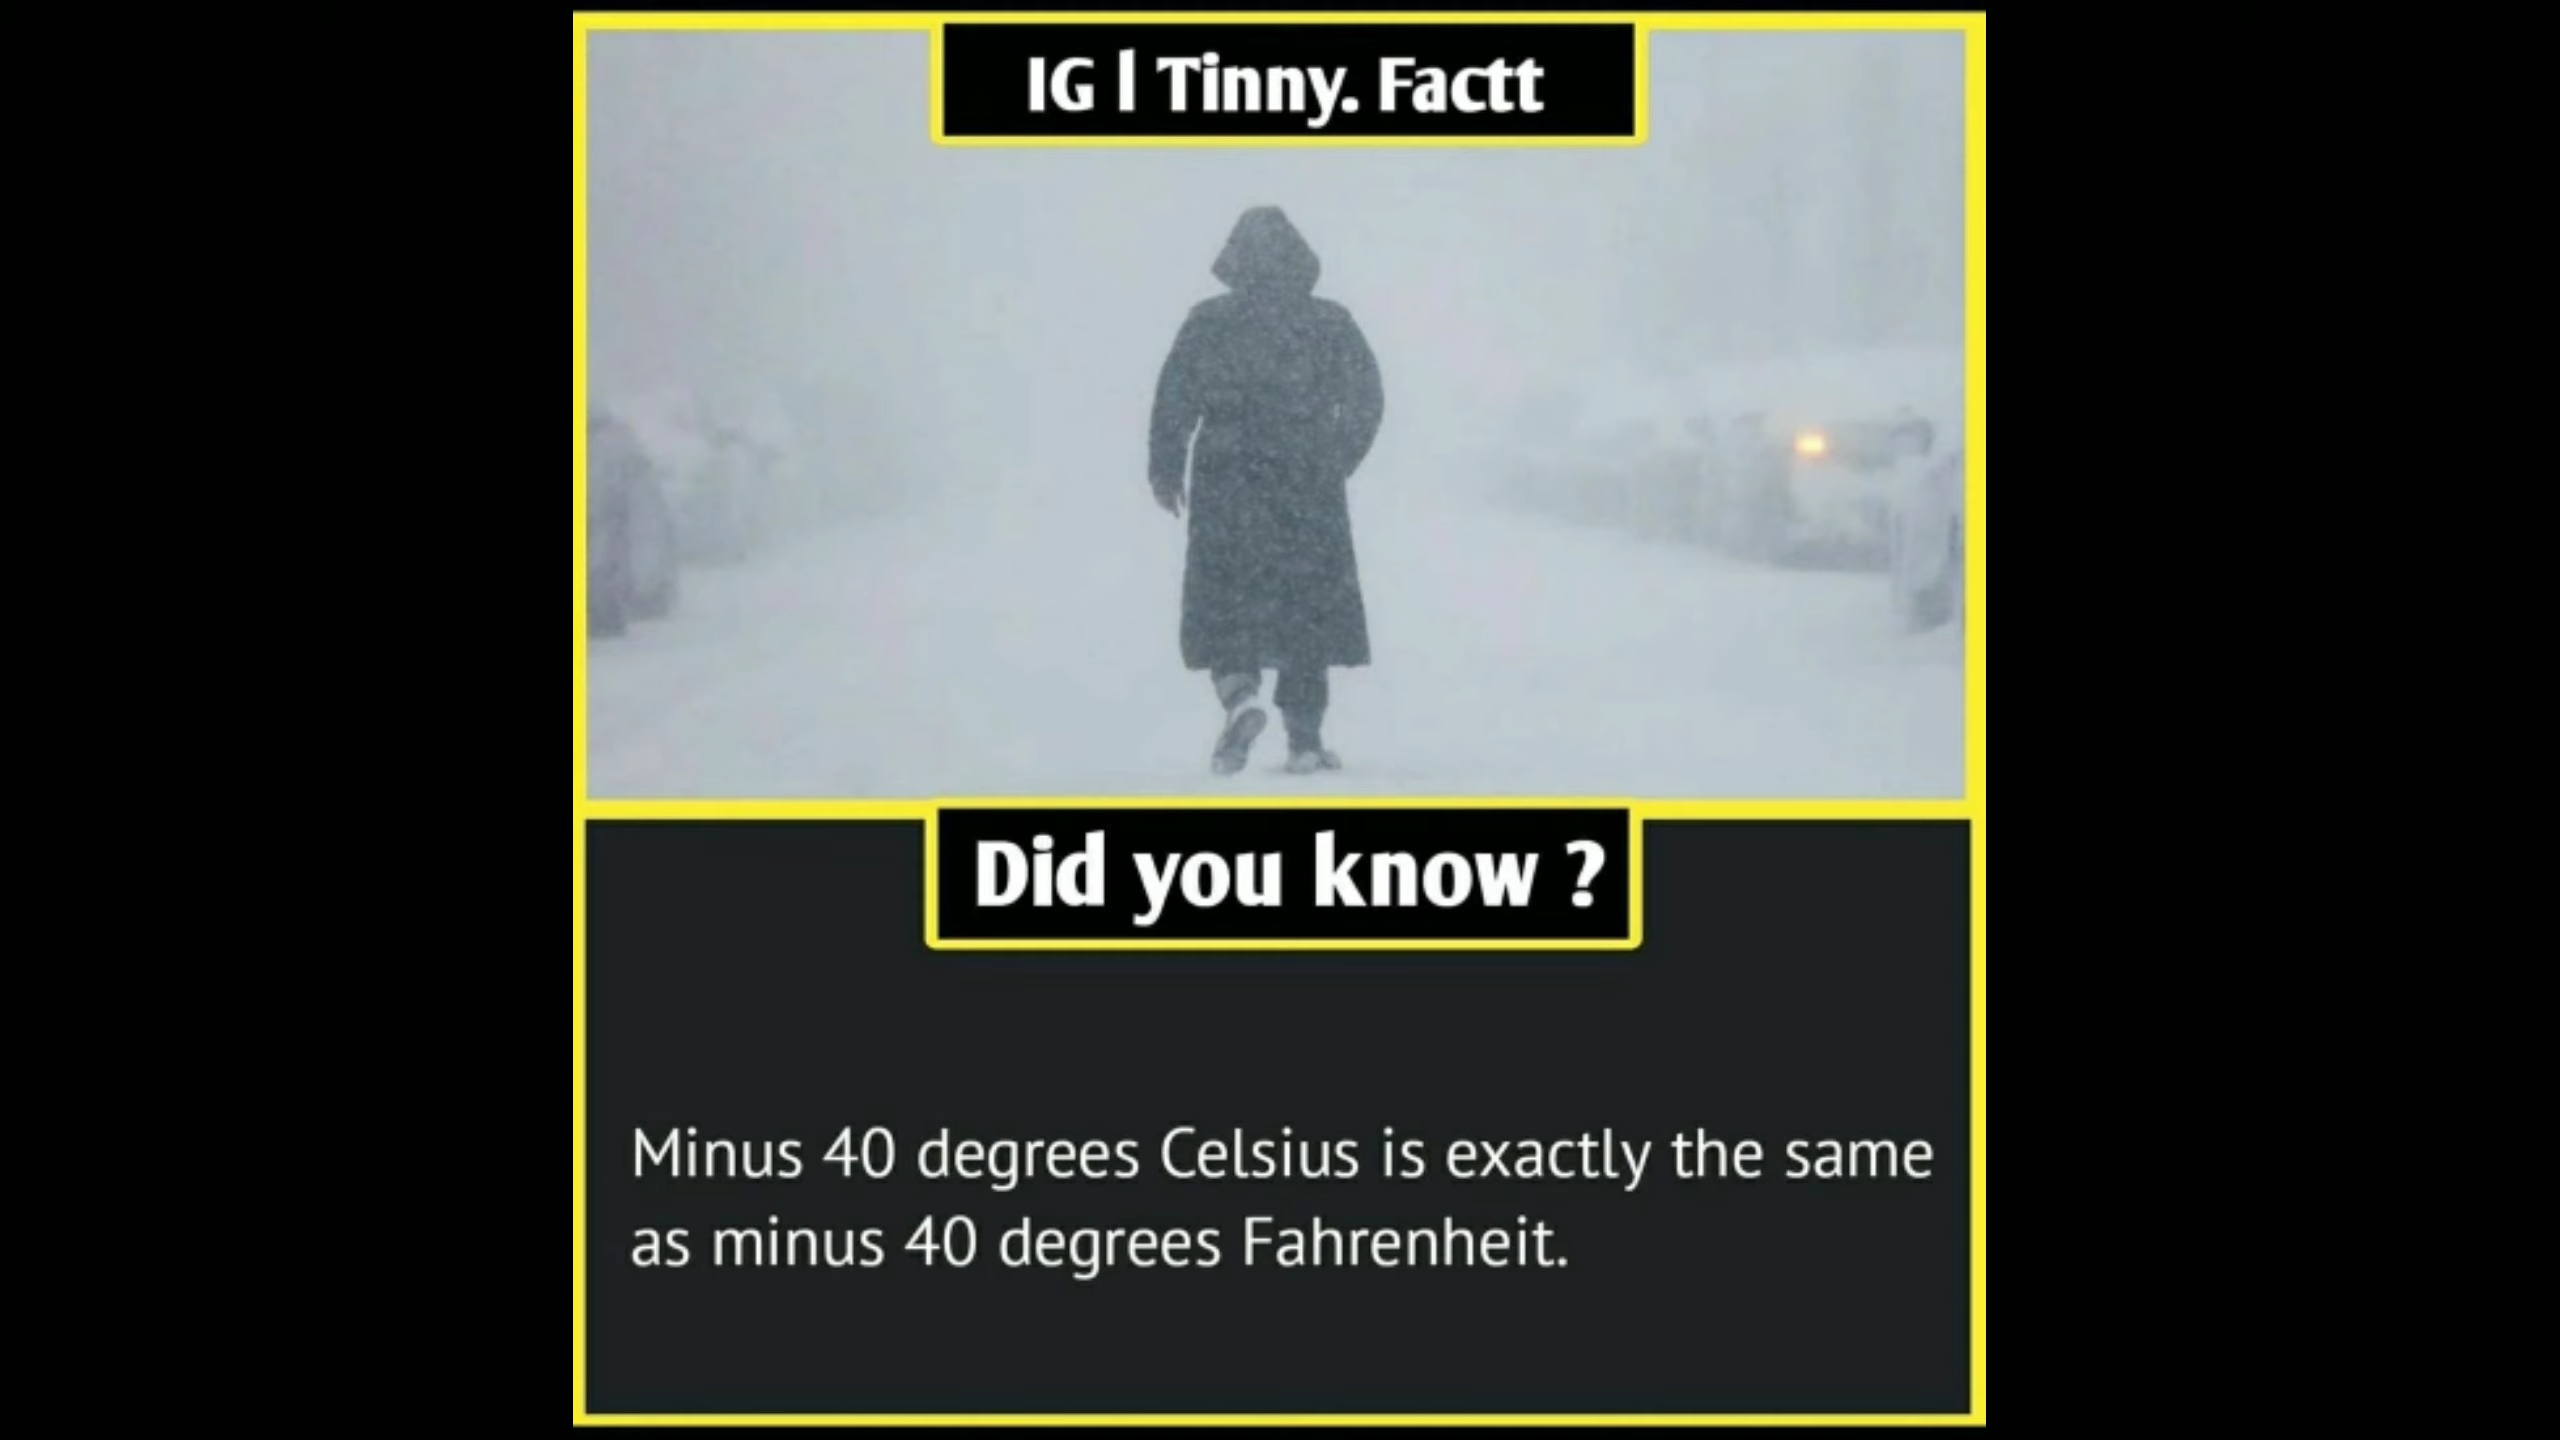 IG | Tinny. Factt
Did you know ?
Minus 40 degrees Celsius is exactly the same
as minus 40 degrees Fahrenheit.